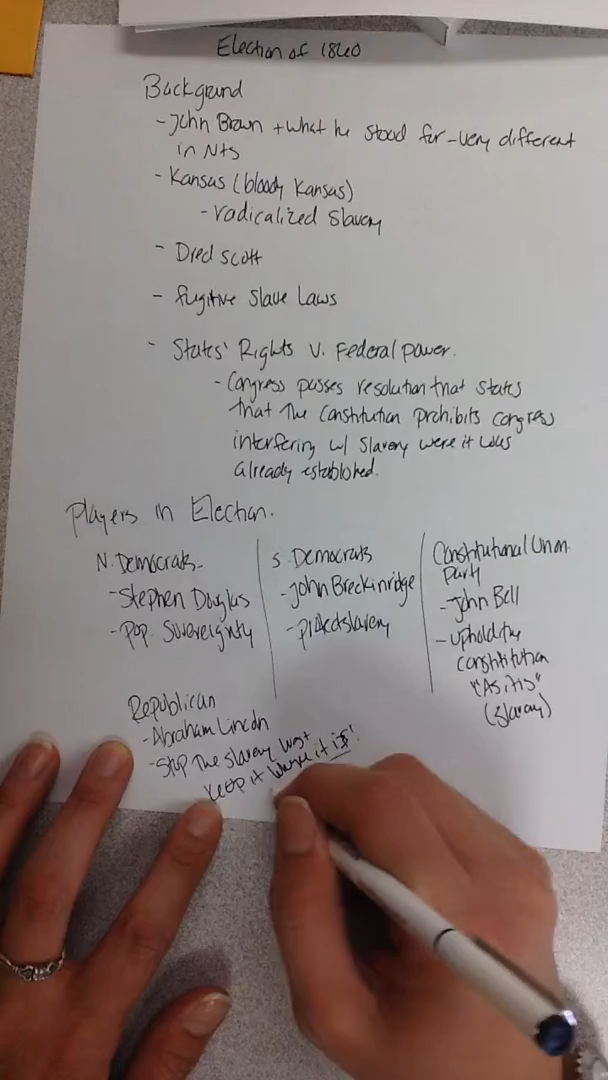 Election of 1860
Background
- John Brown + what he stood for - very different
in N + S
- Kansas (bloody Kansas)
- radicalized slavery
- Dred Scott
- fugitive slave Laws
- States' Rights V. Federal power.
- Congress passes resolution that states
that the Constitution prohibits congress
interfering w/ slavery were it was
already established.
Players in Election.
N. Democrats-
- Stephen Douglas
- Pop. Sovereignty
S. Democrats
- John Breckinridge
- protect slavery
Constitutional Union
Party
- John Bell
- uphold the
constitution
"As, it is"
(slavery)
Republican
- Abraham Lincoln
- Stop the slavery west
Keep it where it is!